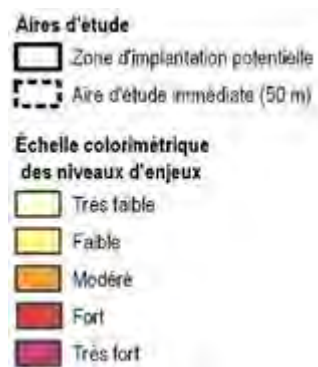 Aires d'étude
Zone d'implantation potentielle
Aire d'étude immédiate (50 m)
Échelle colorimétrique
des niveaux d'enjeux
Très faible
Faible
Modéré
Fort
Très fort